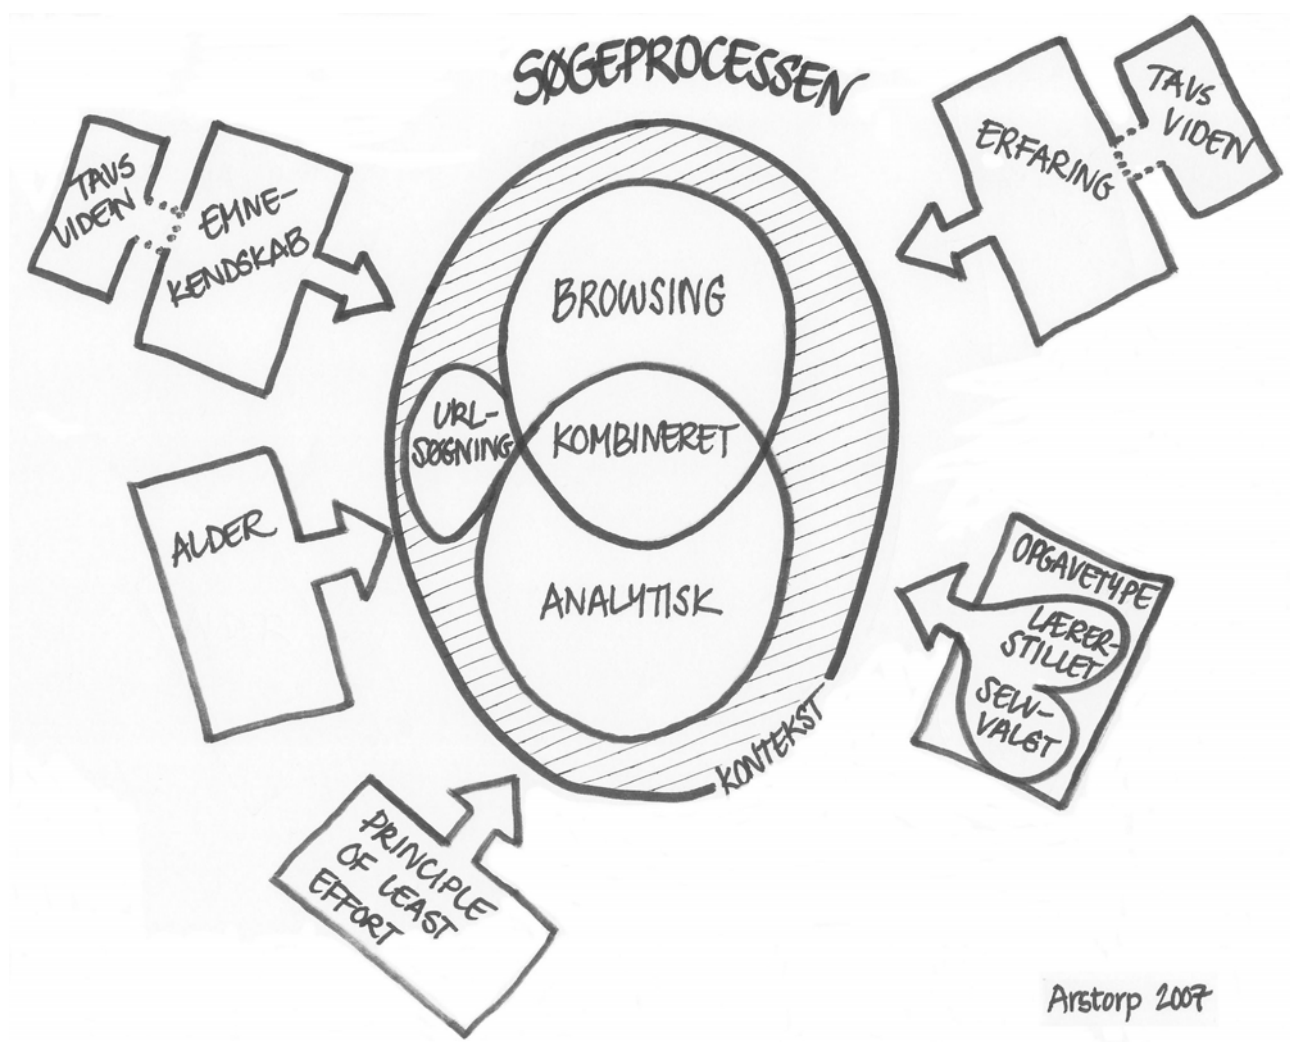 SØGEPROCESSEN
TAVS
VIDEN
EMNE-
KENDSKAB
ERFARING
TAVS
VIDEN
BROWSING
URL-
SØGNING
KOMBINERET
ANALYTISK
ALDER
OPGAVETYPE
LÆRER-
STILLET
SELV-
VALGT
KONTEKST
PRINCIPLE
OF LEAST
EFFORT
Arstorp 2007